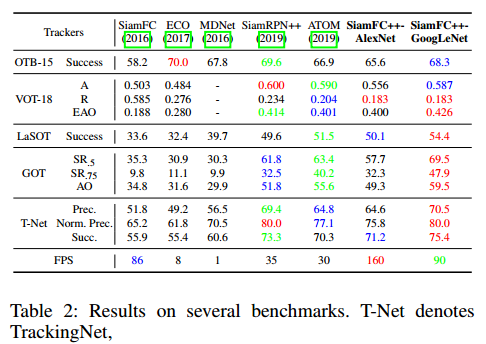 Trackers SiamFC (2016) ECO (2017) MDNet (2016) SiamRPN++ (2019) ATOM (2019) SiamFC++-AlexNet SiamFC++-GoogLeNet
OTB-15 Success 58.2 70.0 67.8 69.6 66.9 65.6 68.3
VOT-18 A 0.503 0.484 - 0.600 0.590 0.556 0.587
R 0.585 0.276 - 0.234 0.204 0.183 0.183
EAO 0.188 0.280 - 0.414 0.401 0.400 0.426
LaSOT Success 33.6 32.4 39.7 49.6 51.5 50.1 54.4
GOT SR.5 35.3 30.9 30.3 61.8 63.4 57.7 69.5
SR.75 9.8 11.1 9.9 32.5 40.2 32.3 47.9
AO 34.8 31.6 29.9 51.8 55.6 49.3 59.5
T-Net Prec. 51.8 49.2 56.5 69.4 64.8 64.6 70.5
Norm. Prec. 65.2 61.8 70.5 80.0 77.1 75.8 80.0
Succ. 55.9 55.4 60.6 73.3 70.3 71.2 75.4
FPS 86 8 1 35 30 160 90
Table 2: Results on several benchmarks. T-Net denotes
TrackingNet,